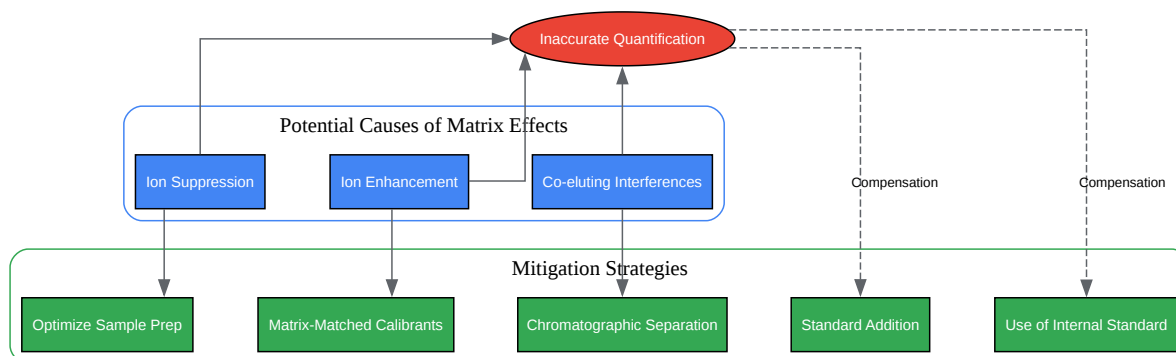 Inaccurate Quantification
Potential Causes of Matrix Effects
Ion Suppression
Ion Enhancement
Co-eluting Interferences
Compensation
Compensation
Mitigation Strategies
Optimize Sample Prep
Matrix-Matched Calibrants
Chromatographic Separation
Standard Addition
Use of Internal Standard